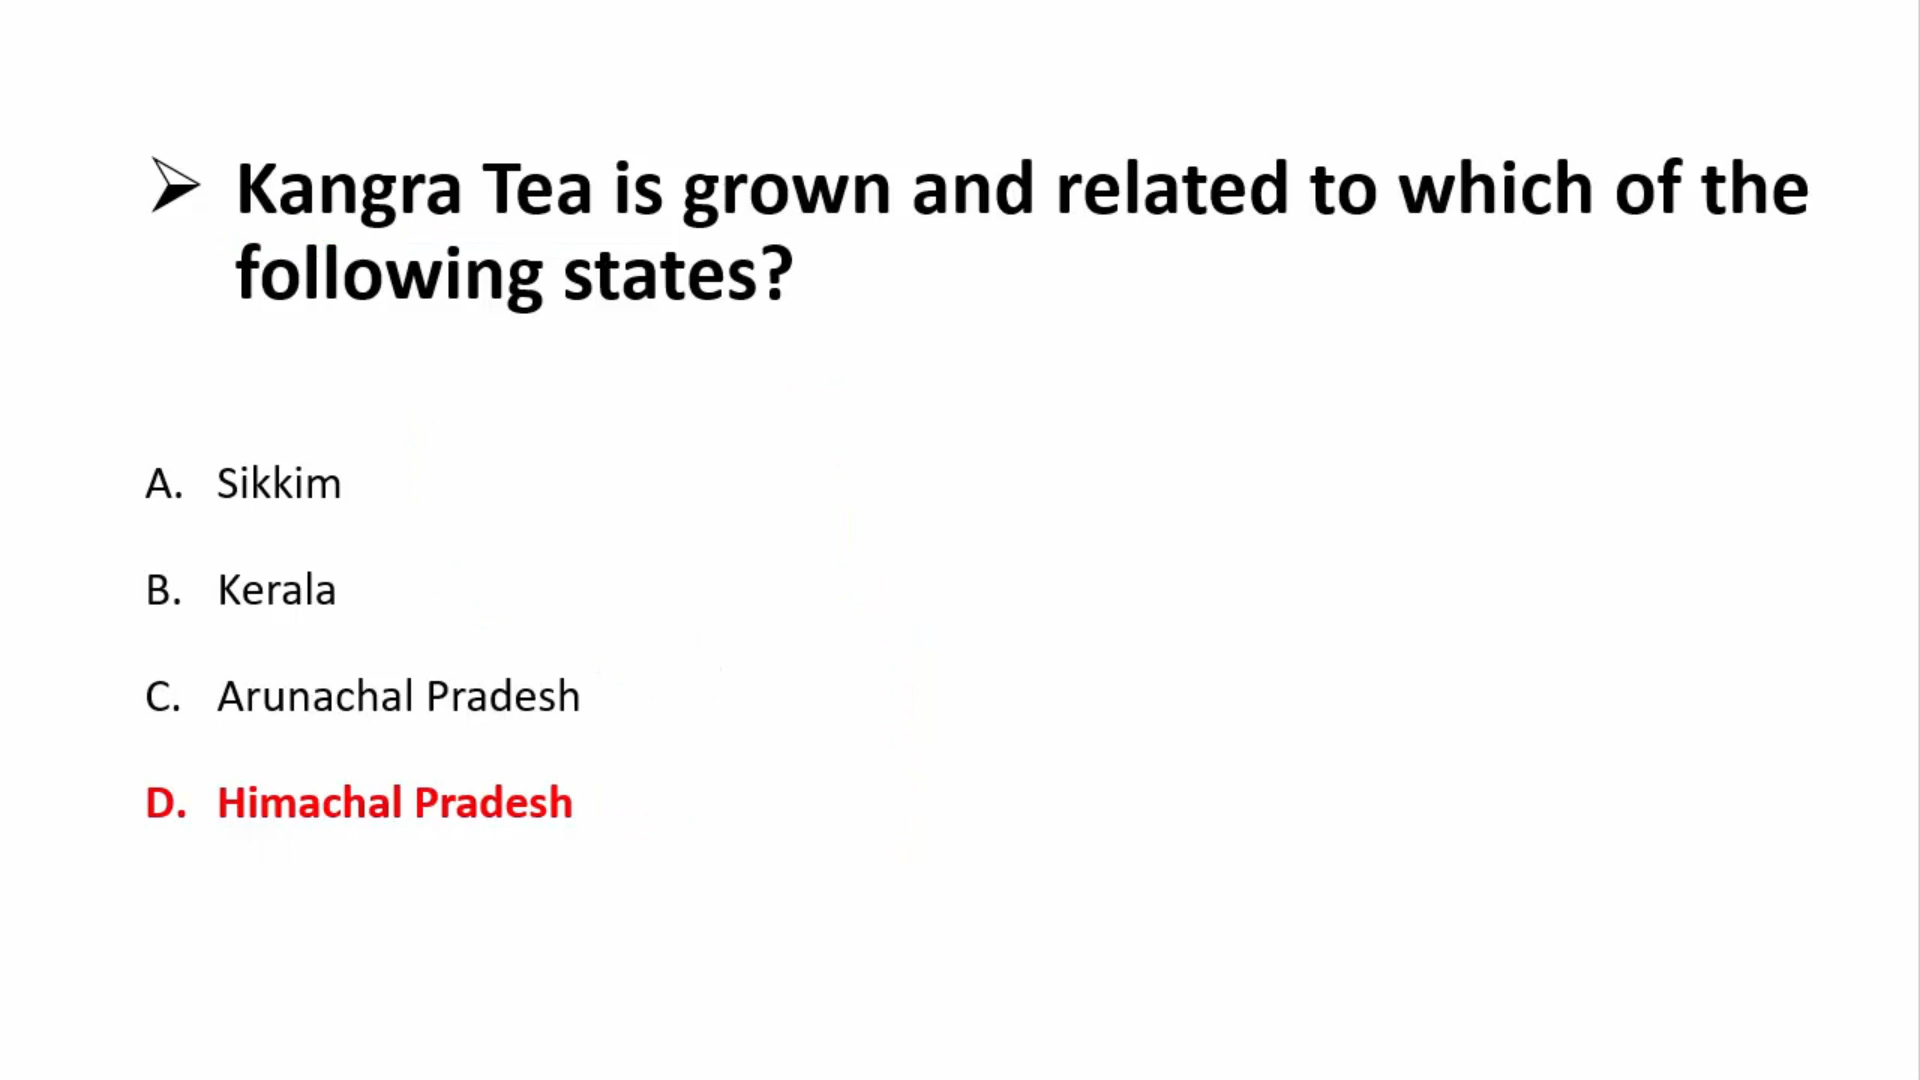 ➢ Kangra Tea is grown and related to which of the
following states?
A. Sikkim
B. Kerala
C. Arunachal Pradesh
D. Himachal Pradesh